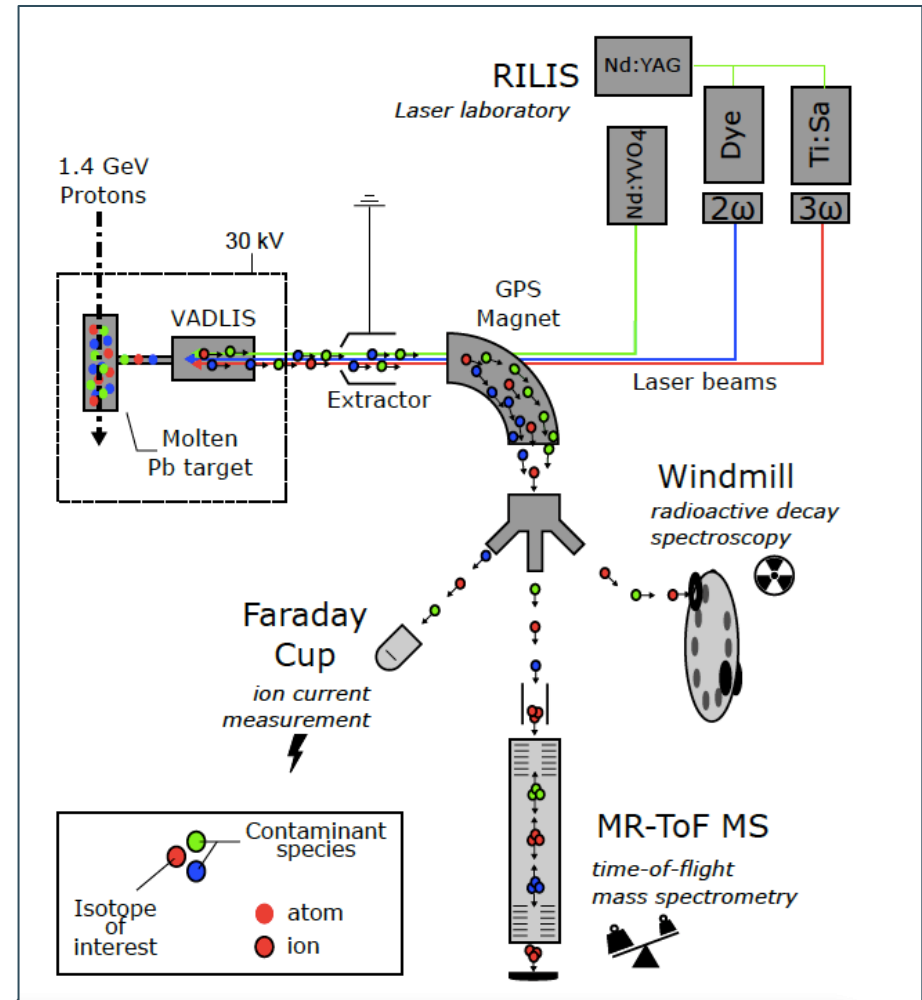 RILIS
Laser laboratory
Nd:YAG
Dye
Ti:Sa
Nd:YVO4
2ω
3ω
1.4 GeV
Protons
30 kV
VADLIS
GPS
Magnet
Extractor
Laser beams
Molten
Pb target
Windmill
radioactive decay
spectroscopy
Faraday
Cup
ion current
measurement
MR-ToF MS
time-of-flight
mass spectrometry
Contaminant
species
Isotope
of
interest
atom
ion